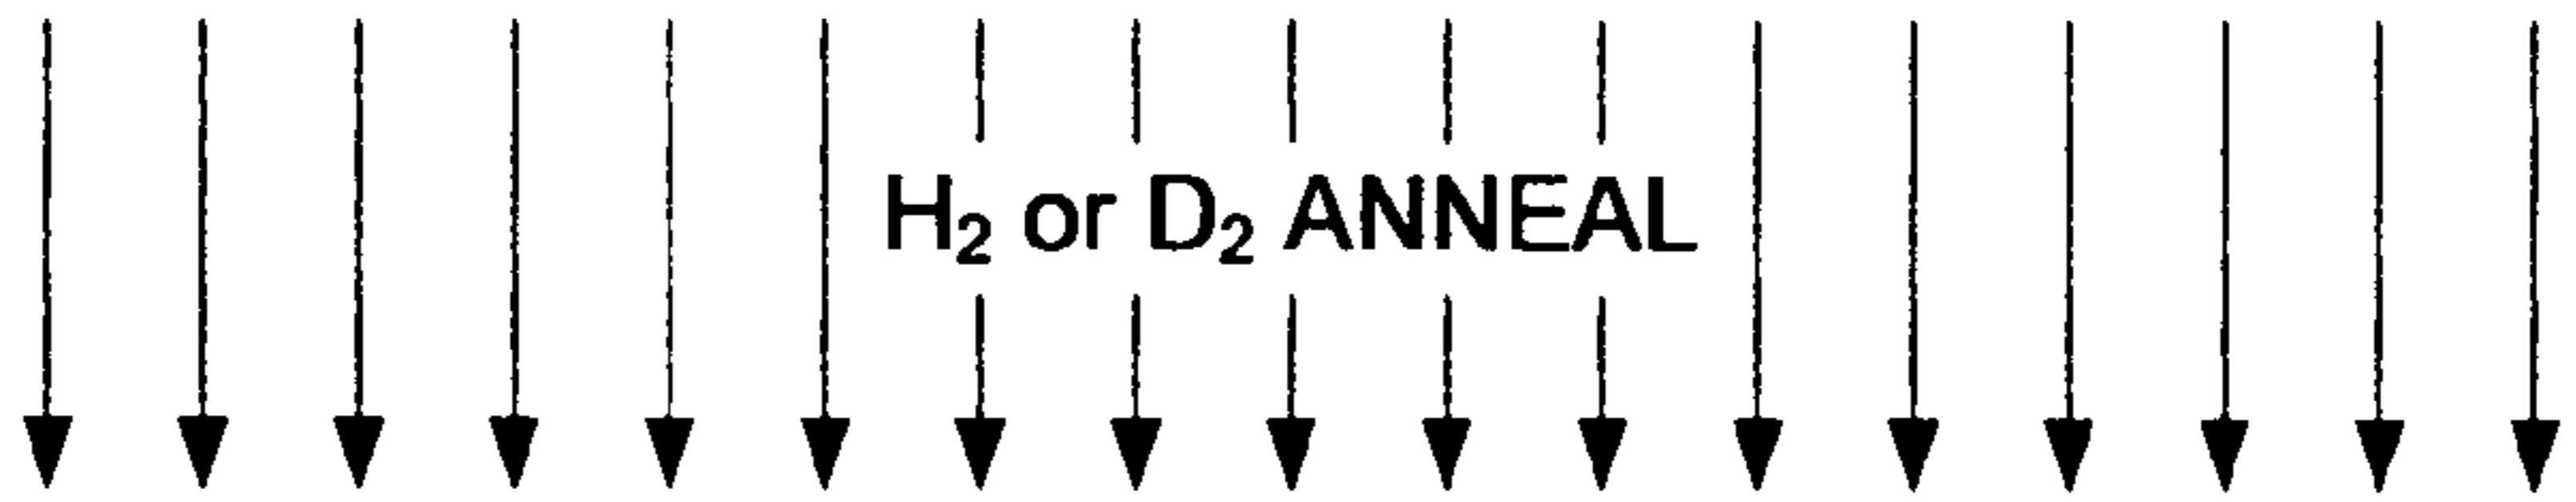 H₂ or D₂ ANNEAL